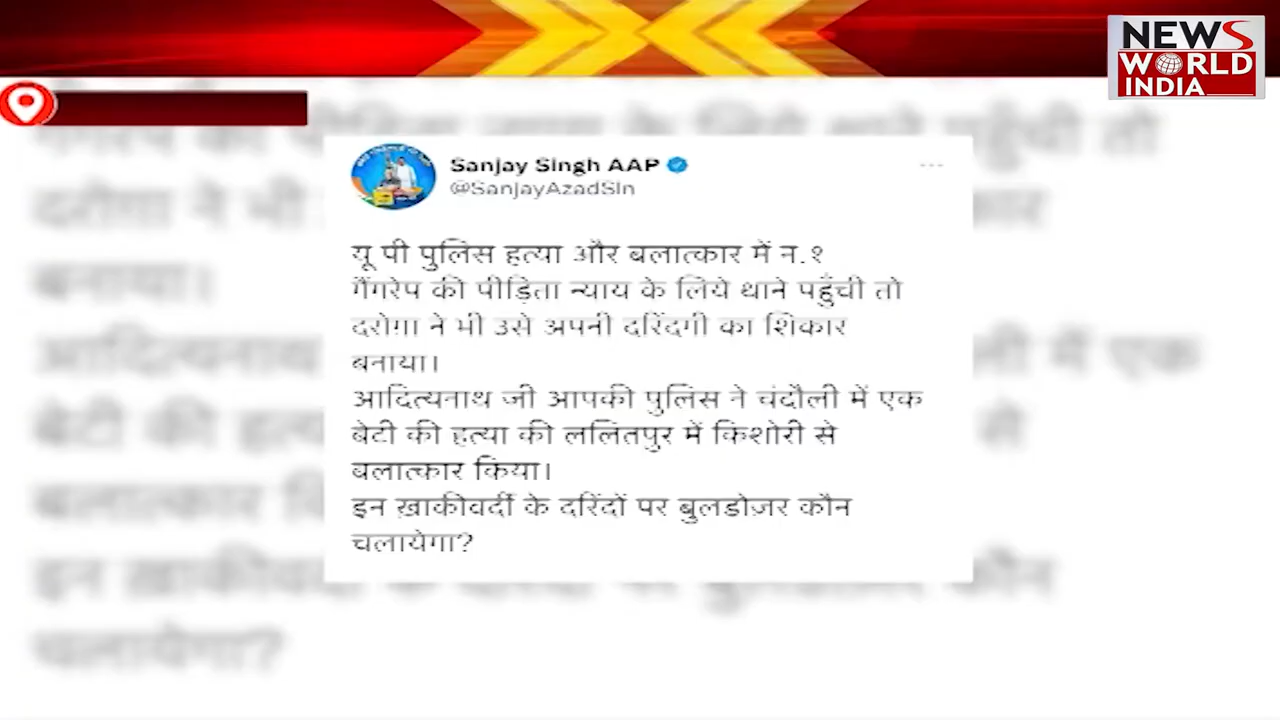 NEWS
WORLD
INDIA
Sanjay Singh AAP
@SanjayAzadSln
यू पी पुलिस हत्या और बलात्कार में न.१
गैंगरेप की पीड़िता न्याय के लिये थाने पहुँची तो
दरोग़ा ने भी उसे अपनी दरिंदगी का शिकार
बनाया।
आदित्यनाथ जी आपकी पुलिस ने चंदौली में एक
बेटी की हत्या की ललितपुर में किशोरी से
बलात्कार किया।
इन ख़ाकीवर्दी के दरिंदों पर बुलडोज़र कौन
चलायेगा?